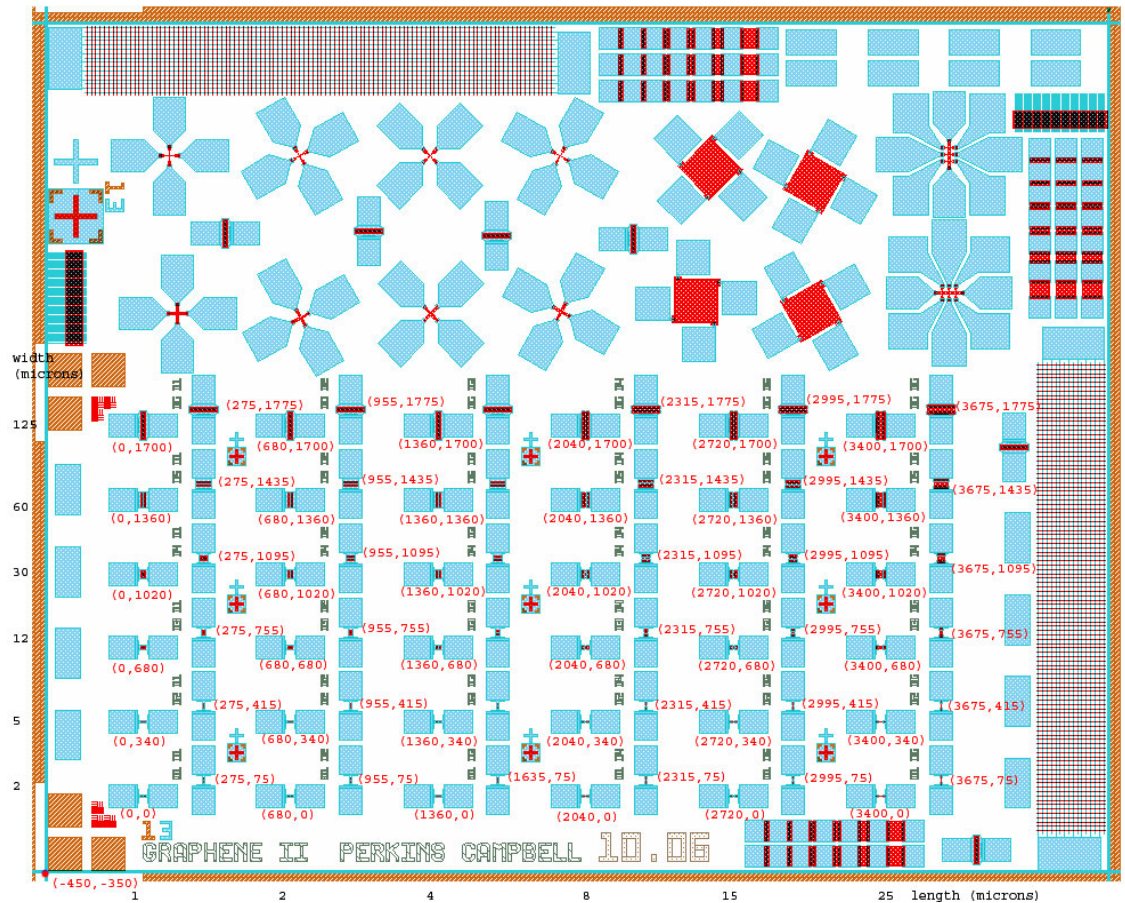 width
(microns)
(275,1775) (955,1775) (2315,1775) (2995,1775) (3675,1775)
125
(0,1700) (680,1700) (1360,1700) (2040,1700) (2720,1700) (3400,1700)
(275,1435) (955,1435) (2315,1435) (2995,1435) (3675,1435)
60
(0,1360) (680,1360) (1360,1360) (2040,1360) (2720,1360) (3400,1360)
(275,1095) (955,1095) (2315,1095) (2995,1095) (3675,1095)
30
(0,1020) (680,1020) (1360,1020) (2040,1020) (2720,1020) (3400,1020)
(275,755) (955,755) (2315,755) (2995,755) (3675,755)
12
(0,680) (680,680) (1360,680) (2040,680) (2720,680) (3400,680)
(275,415) (955,415) (2315,415) (2995,415) (3675,415)
5
(0,340) (680,340) (1360,340) (2040,340) (2720,340) (3400,340)
(275,75) (955,75) (1635,75) (2315,75) (2995,75) (3675,75)
2
(0,0) (680,0) (1360,0) (2040,0) (2720,0) (3400,0)
13
GRAPHENE II PERKINS CAMPBELL 10.06
(-450,-350)
1 2 4 8 15 25 length (microns)